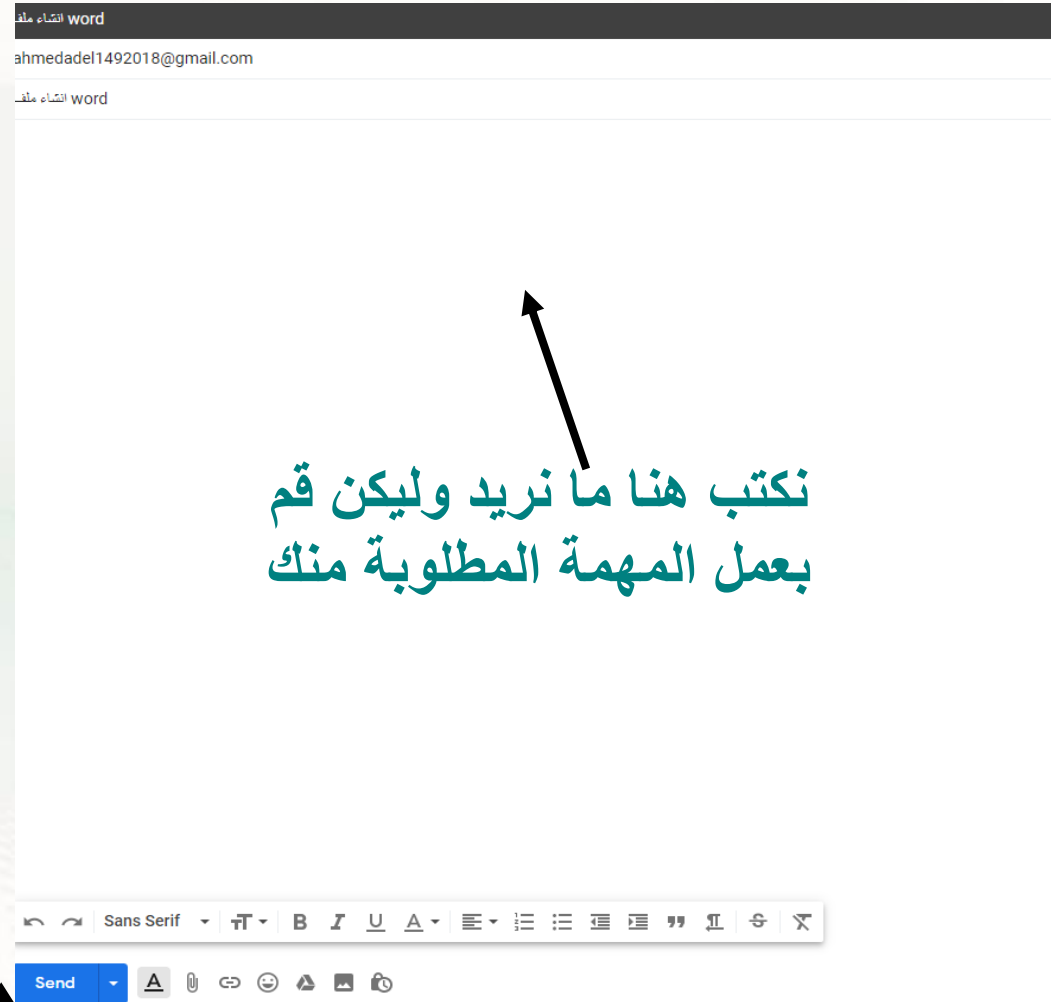 انشاء ملف word
ahmedadel1492018@gmail.com
انشاء ملف word
نكتب هنا ما نريد وليكن قم
بعمل المهمة المطلوبة منك
Sans Serif
Send